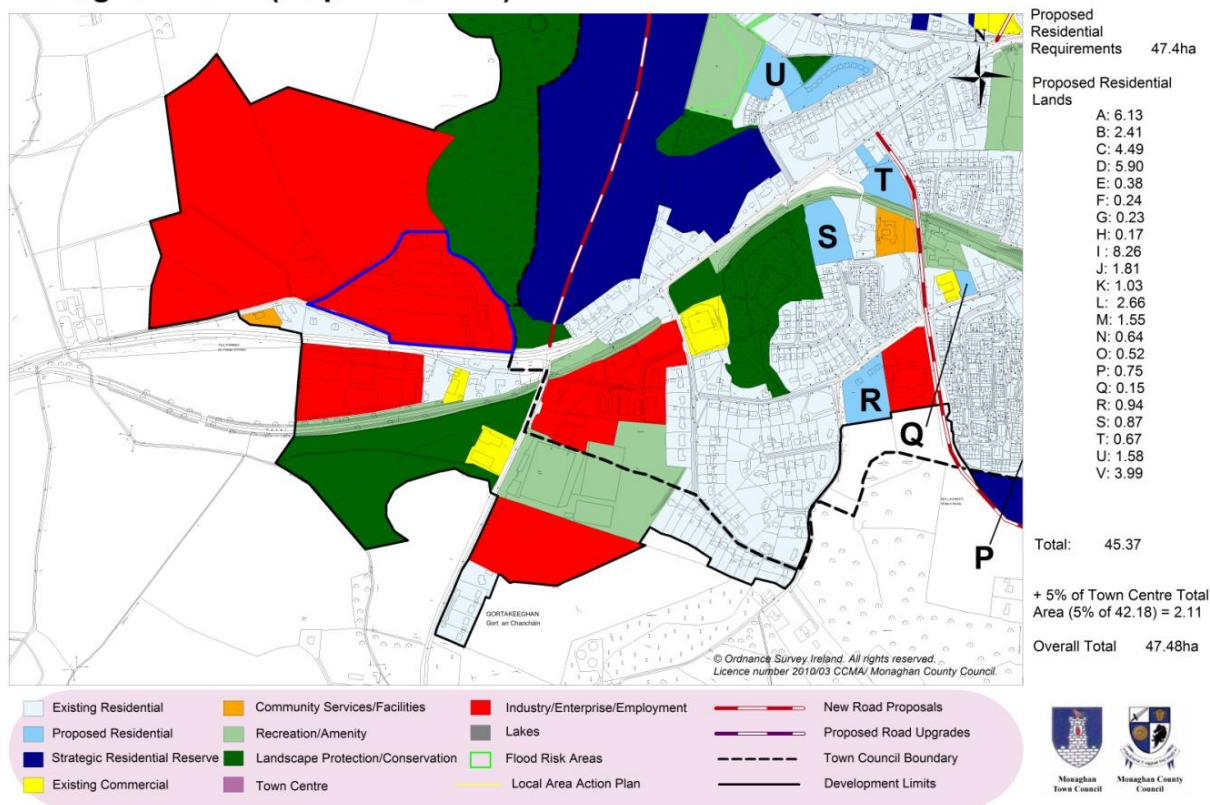 Proposed
Residential
Requirements 47.4ha
Proposed Residential
Lands
A: 6.13
B: 2.41
C: 4.49
D: 5.90
E: 0.38
F: 0.24
G: 0.23
H: 0.17
I : 8.26
J: 1.81
K: 1.03
L: 2.66
M: 1.55
N: 0.64
O: 0.52
P: 0.75
Q: 0.15
R: 0.94
S: 0.87
T: 0.67
U: 1.58
V: 3.99
Total: 45.37
+ 5% of Town Centre Total
Area (5% of 42.18) = 2.11
Overall Total 47.48ha
N
U
T
S
R
Q
P
GORTAKEEGHAN
Gort an Chaocháin
© Ordnance Survey Ireland. All rights reserved.
Licence number 2010/03 CCMA/ Monaghan County Council.
Existing Residential
Proposed Residential
Strategic Residential Reserve
Existing Commercial
Community Services/Facilities
Recreation/Amenity
Landscape Protection/Conservation
Town Centre
Industry/Enterprise/Employment
Lakes
Flood Risk Areas
Local Area Action Plan
New Road Proposals
Proposed Road Upgrades
Town Council Boundary
Development Limits
Monaghan
Town Council
Monaghan County
Council